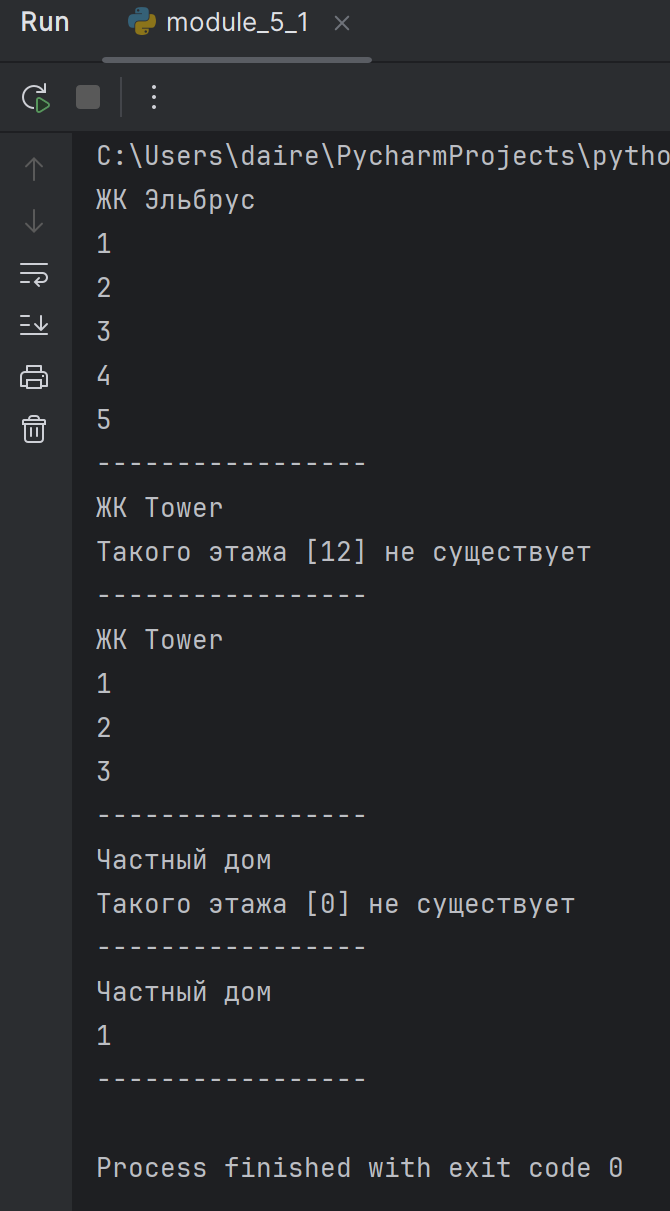 Run module_5_1
C:\Users\daire\PycharmProjects\pytho
ЖК Эльбрус
1
2
3
4
5
-----------------
ЖК Tower
Такого этажа [12] не существует
-----------------
ЖК Tower
1
2
3
-----------------
Частный дом
Такого этажа [0] не существует
-----------------
Частный дом
1
-----------------
Process finished with exit code 0